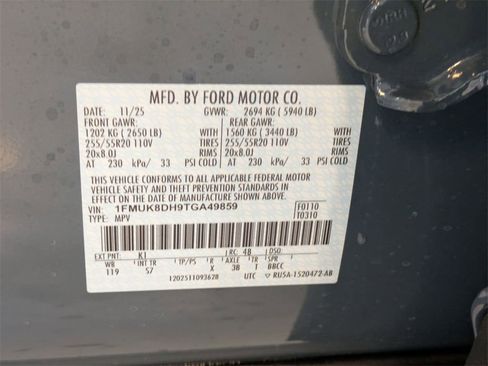 MFD. BY FORD MOTOR CO.
DATE: 11/25 GVWR: 2694 KG ( 5940 LB)
FRONT GAWR: REAR GAWR:
1202 KG ( 2650 LB) WITH 1560 KG ( 3440 LB) WITH
255/55R20 110V TIRES 255/55R20 110V TIRES
20x8.0J RIMS 20x8.0J RIMS
AT 230 kPa/ 33 PSI COLD AT 230 kPa/ 33 PSI COLD
THIS VEHICLE CONFORMS TO ALL APPLICABLE FEDERAL MOTOR
VEHICLE SAFETY AND THEFT PREVENTION STANDARDS IN
EFFECT ON THE DATE OF MANUFACTURE SHOWN ABOVE.
VIN: 1FMUK8DH9TGA49859 F0110
TYPE: MPV T0310
EXT PNT: K1 RC: 48 DSO:
WB INT TR TP/PS R AXLE TR SPR
119 S7 X 3B T BBCC
1202511093628 UTC RU5A-1520472-AB